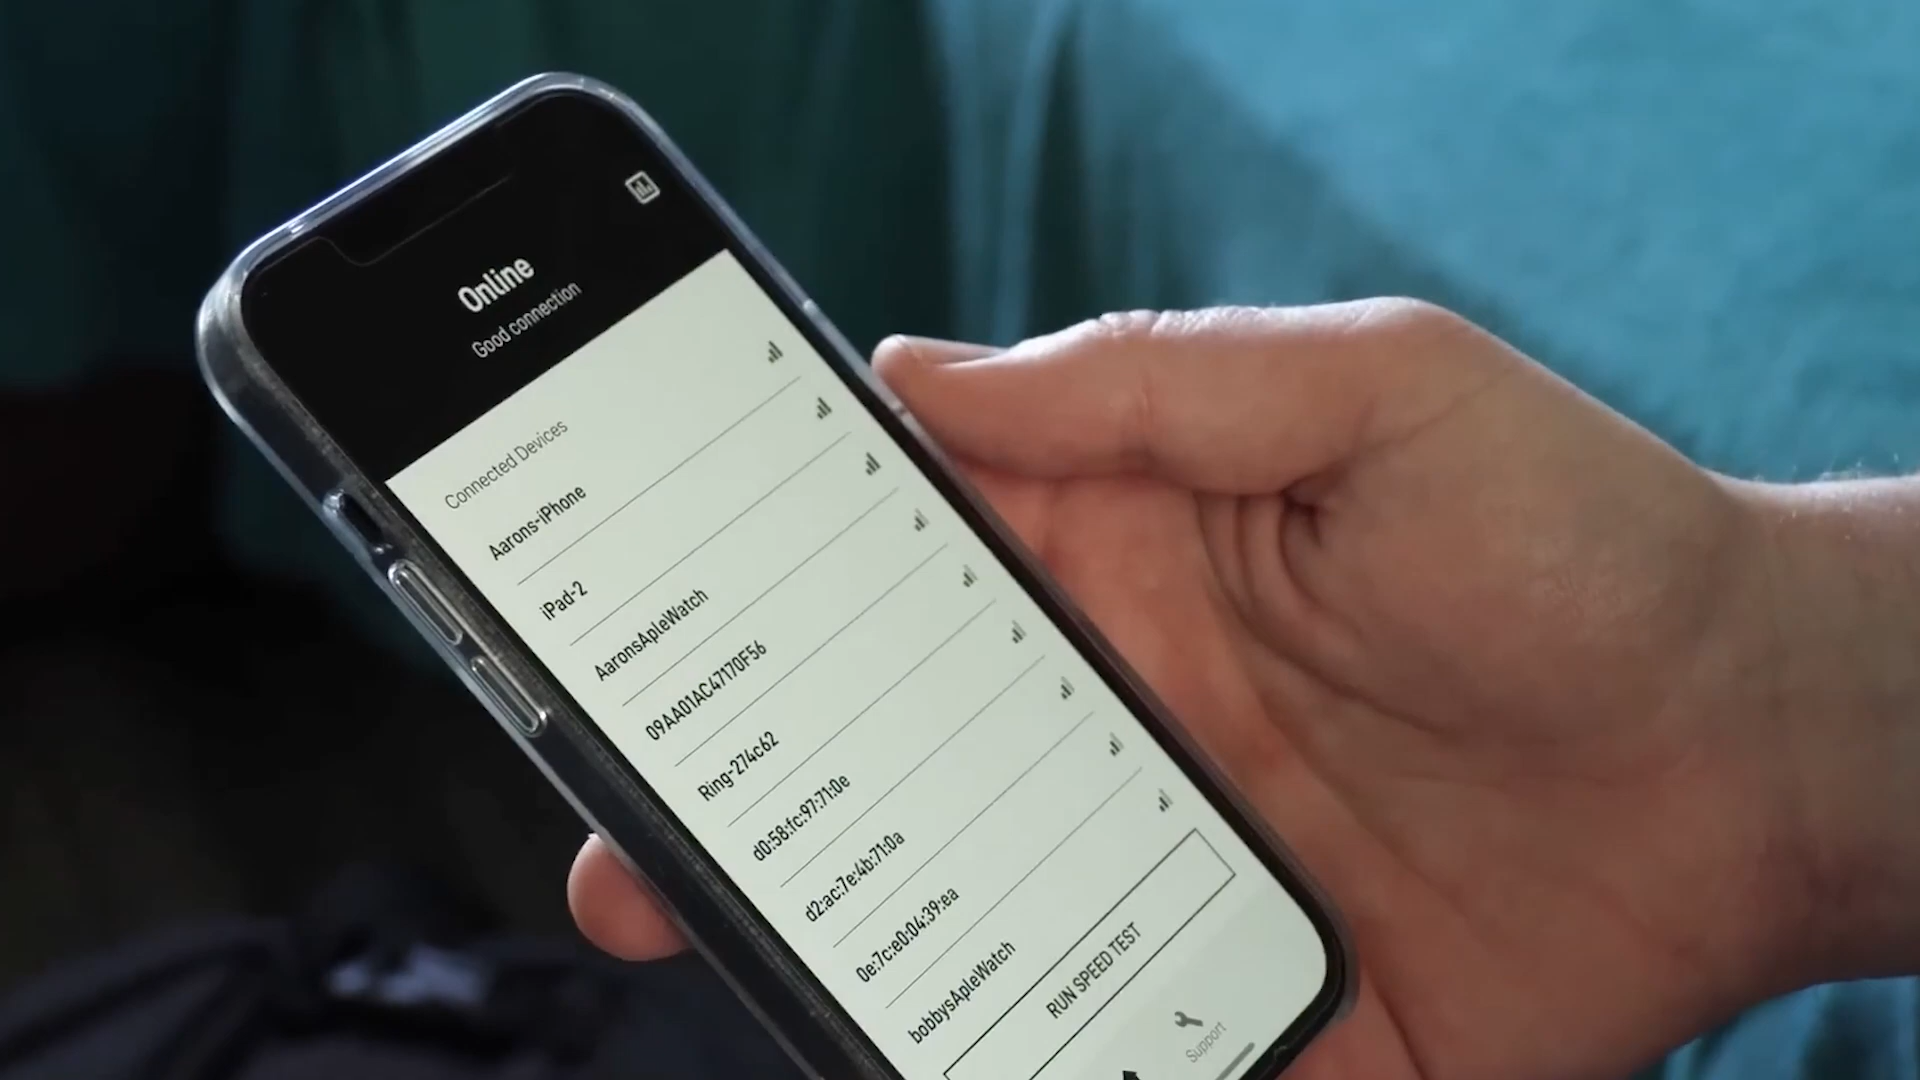 Online
Good connection
Connected Devices
Aarons-iPhone
iPad-2
AaronsApleWatch
09AA01AC47170F56
Ring-274c62
d0:58:fc:97:71:0e
d2:ac:7e:4b:71:0a
0e:7c:e0:04:39:ea
bobbysApleWatch
RUN SPEED TEST
Support